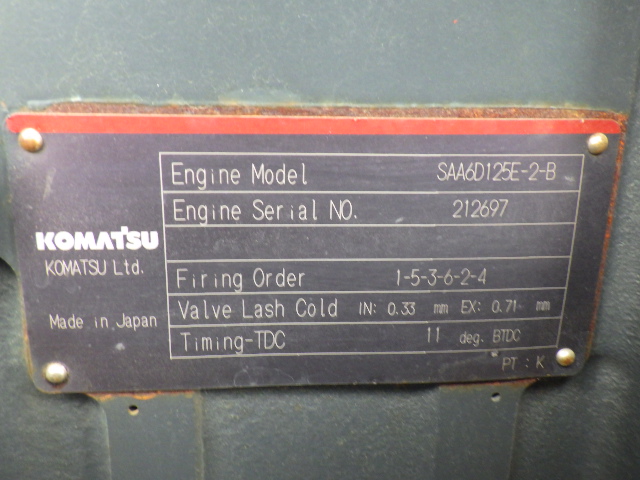 Engine Model SAA6D125E-2-B
Engine Serial NO. 212697
KOMATSU
KOMATSU Ltd.
Firing Order 1-5-3-6-2-4
Valve Lash Cold IN: 0.33 mm EX: 0.71 mm
Made in Japan
Timing-TDC 11 deg. BTDC
PT : K